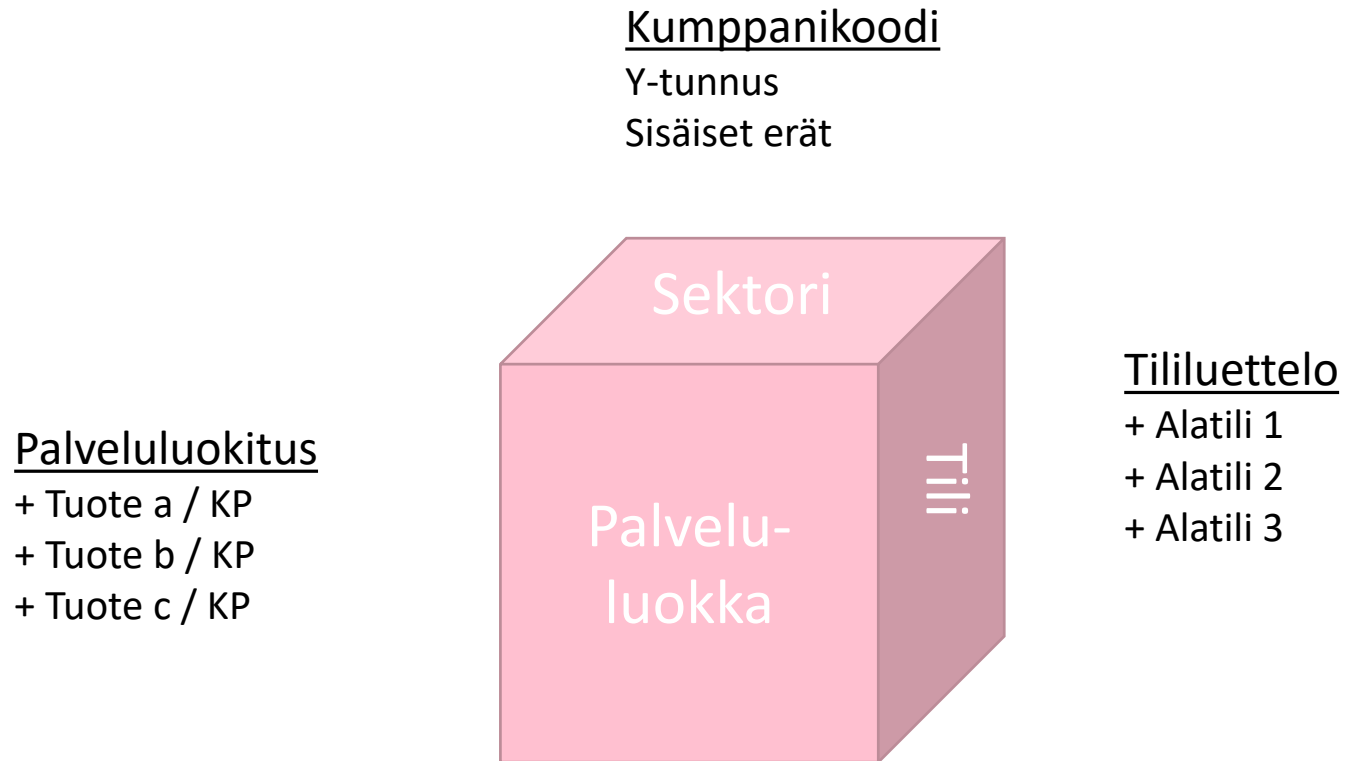 Kumppanikoodi
Y-tunnus
Sisäiset erät
Sektori
Palvelu-
luokka
Tili
Palveluluokitus
+ Tuote a / KP
+ Tuote b / KP
+ Tuote c / KP
Tililuettelo
+ Alatili 1
+ Alatili 2
+ Alatili 3